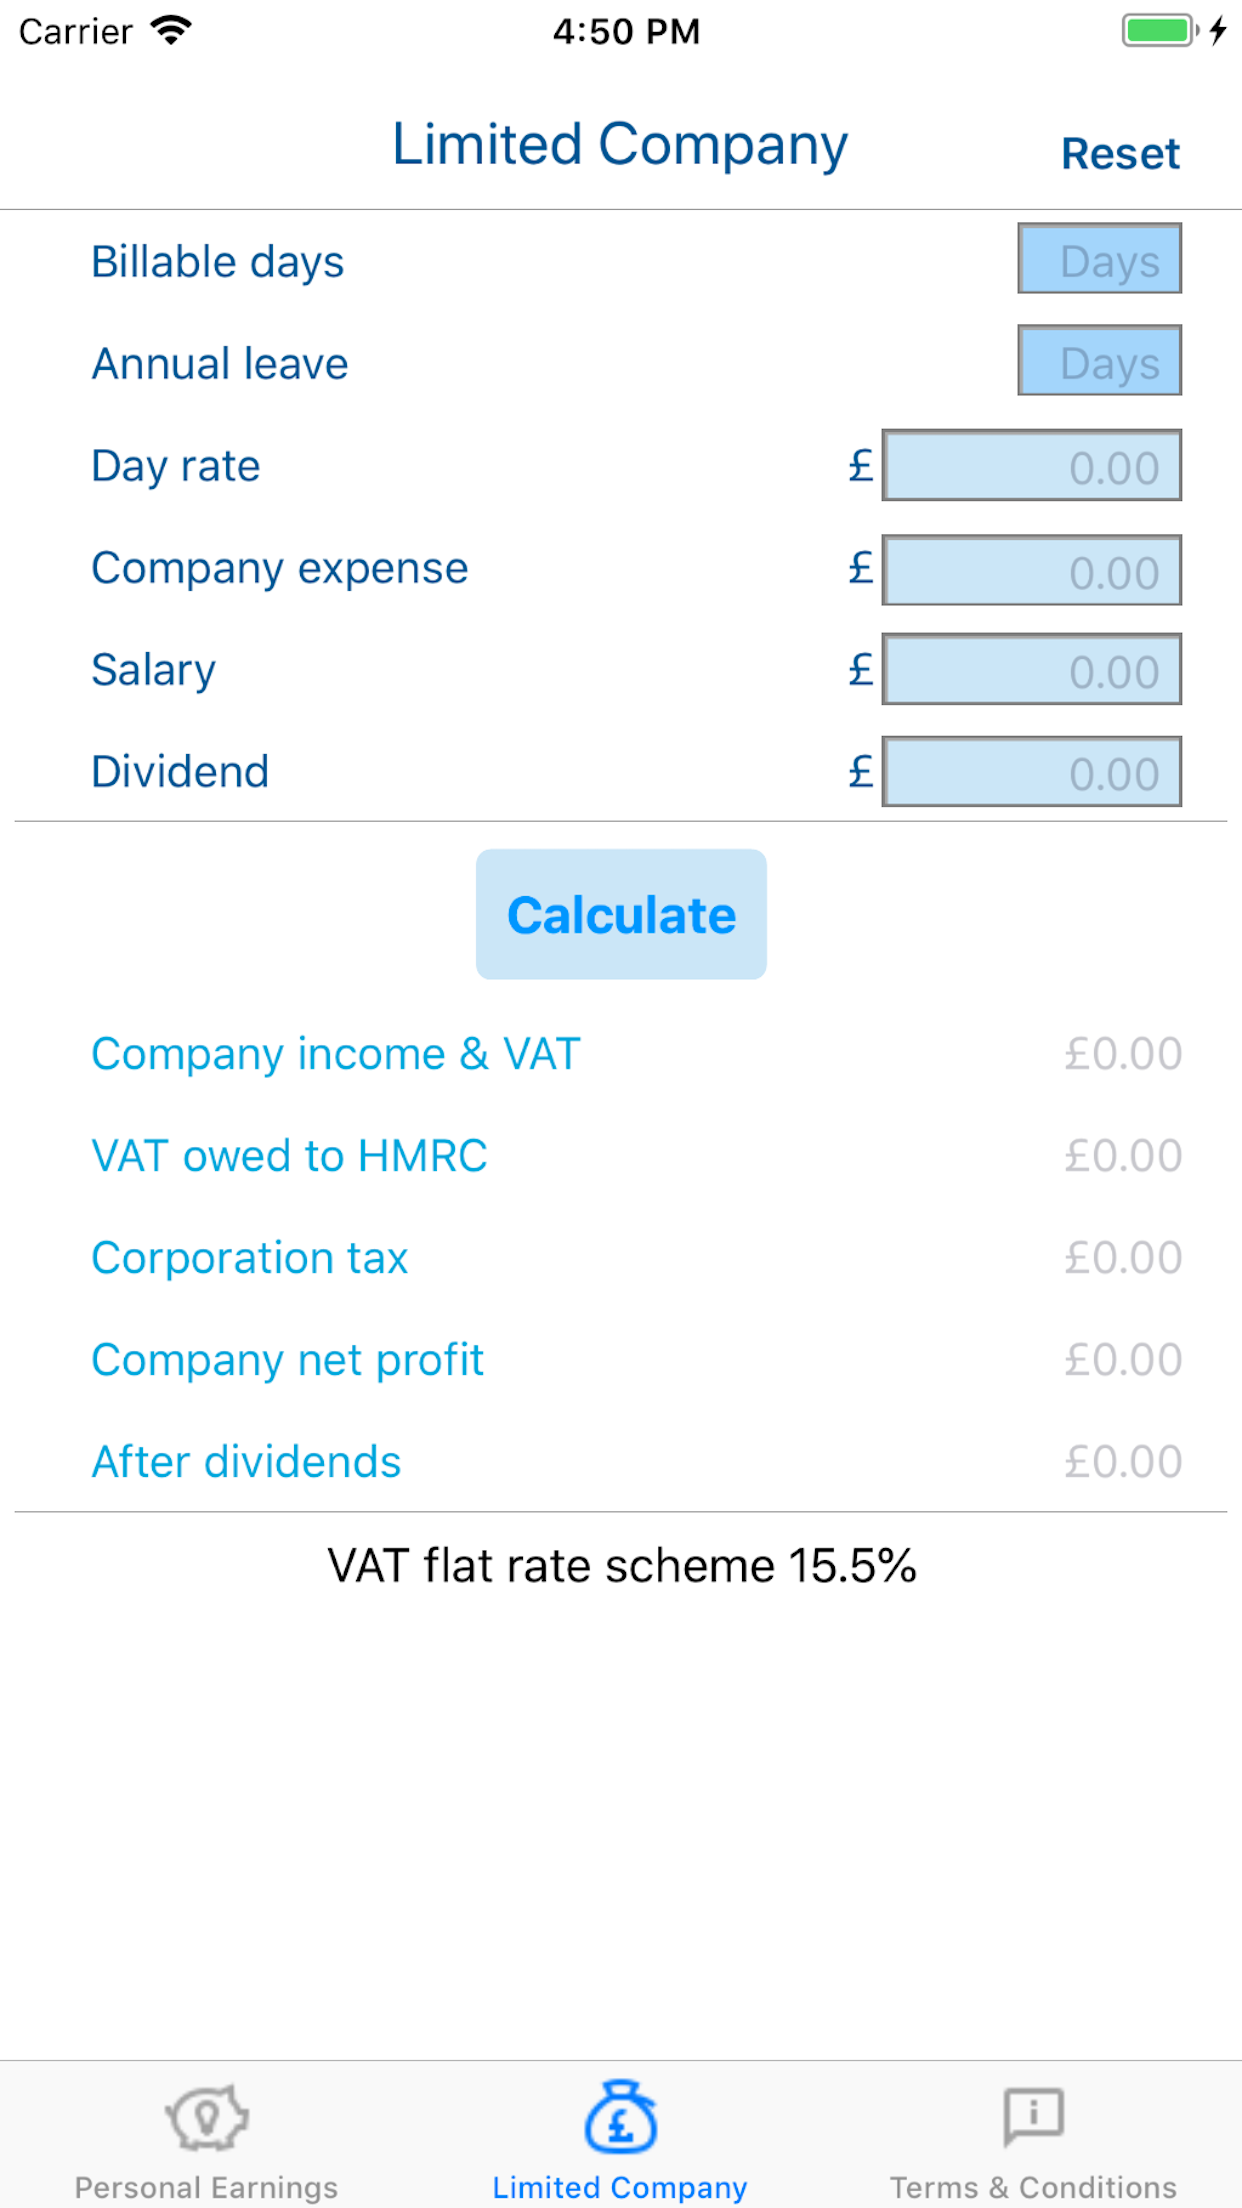 Carrier 4:50 PM
Limited Company Reset
Billable days Days
Annual leave Days
Day rate £ 0.00
Company expense £ 0.00
Salary £ 0.00
Dividend £ 0.00
Calculate
Company income & VAT £0.00
VAT owed to HMRC £0.00
Corporation tax £0.00
Company net profit £0.00
After dividends £0.00
VAT flat rate scheme 15.5%
£
i
Personal Earnings Limited Company Terms & Conditions